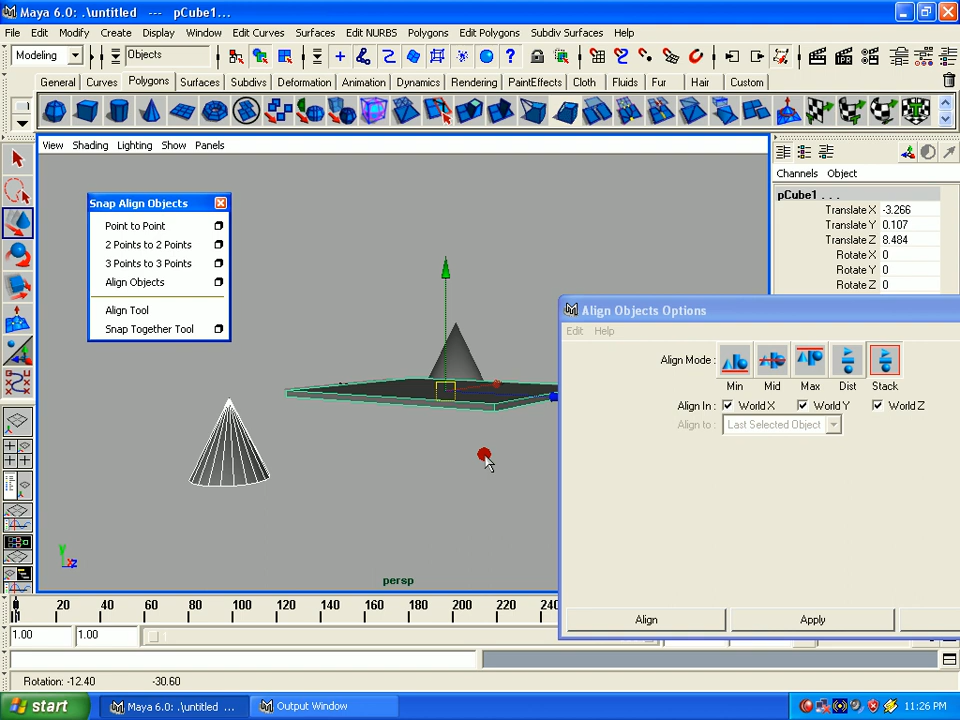 Maya 6.0: .\untitled --- pCube1...
File Edit Modify Create Display Window Edit Curves Surfaces Edit NURBS Polygons Edit Polygons Subdiv Surfaces Help
Modeling Objects
General Curves Polygons Surfaces Subdivs Deformation Animation Dynamics Rendering PaintEffects Cloth Fluids Fur Hair Custom
View Shading Lighting Show Panels
Channels Object
pCube1 . . .
Translate X -3.266
Translate Y 0.107
Translate Z 8.484
Rotate X 0
Rotate Y 0
Rotate Z 0
Snap Align Objects
Point to Point
2 Points to 2 Points
3 Points to 3 Points
Align Objects
Align Tool
Snap Together Tool
Align Objects Options
Edit Help
Align Mode :
Min Mid Max Dist Stack
Align In : World X World Y World Z
Align to : Last Selected Object
Align Apply
y
z
persp
20 40 60 80 100 120 140 160 180 200 220 240
1.00 1.00
Rotation: -12.40 -30.60
start Maya 6.0: .\untitled ... Output Window 11:26 PM